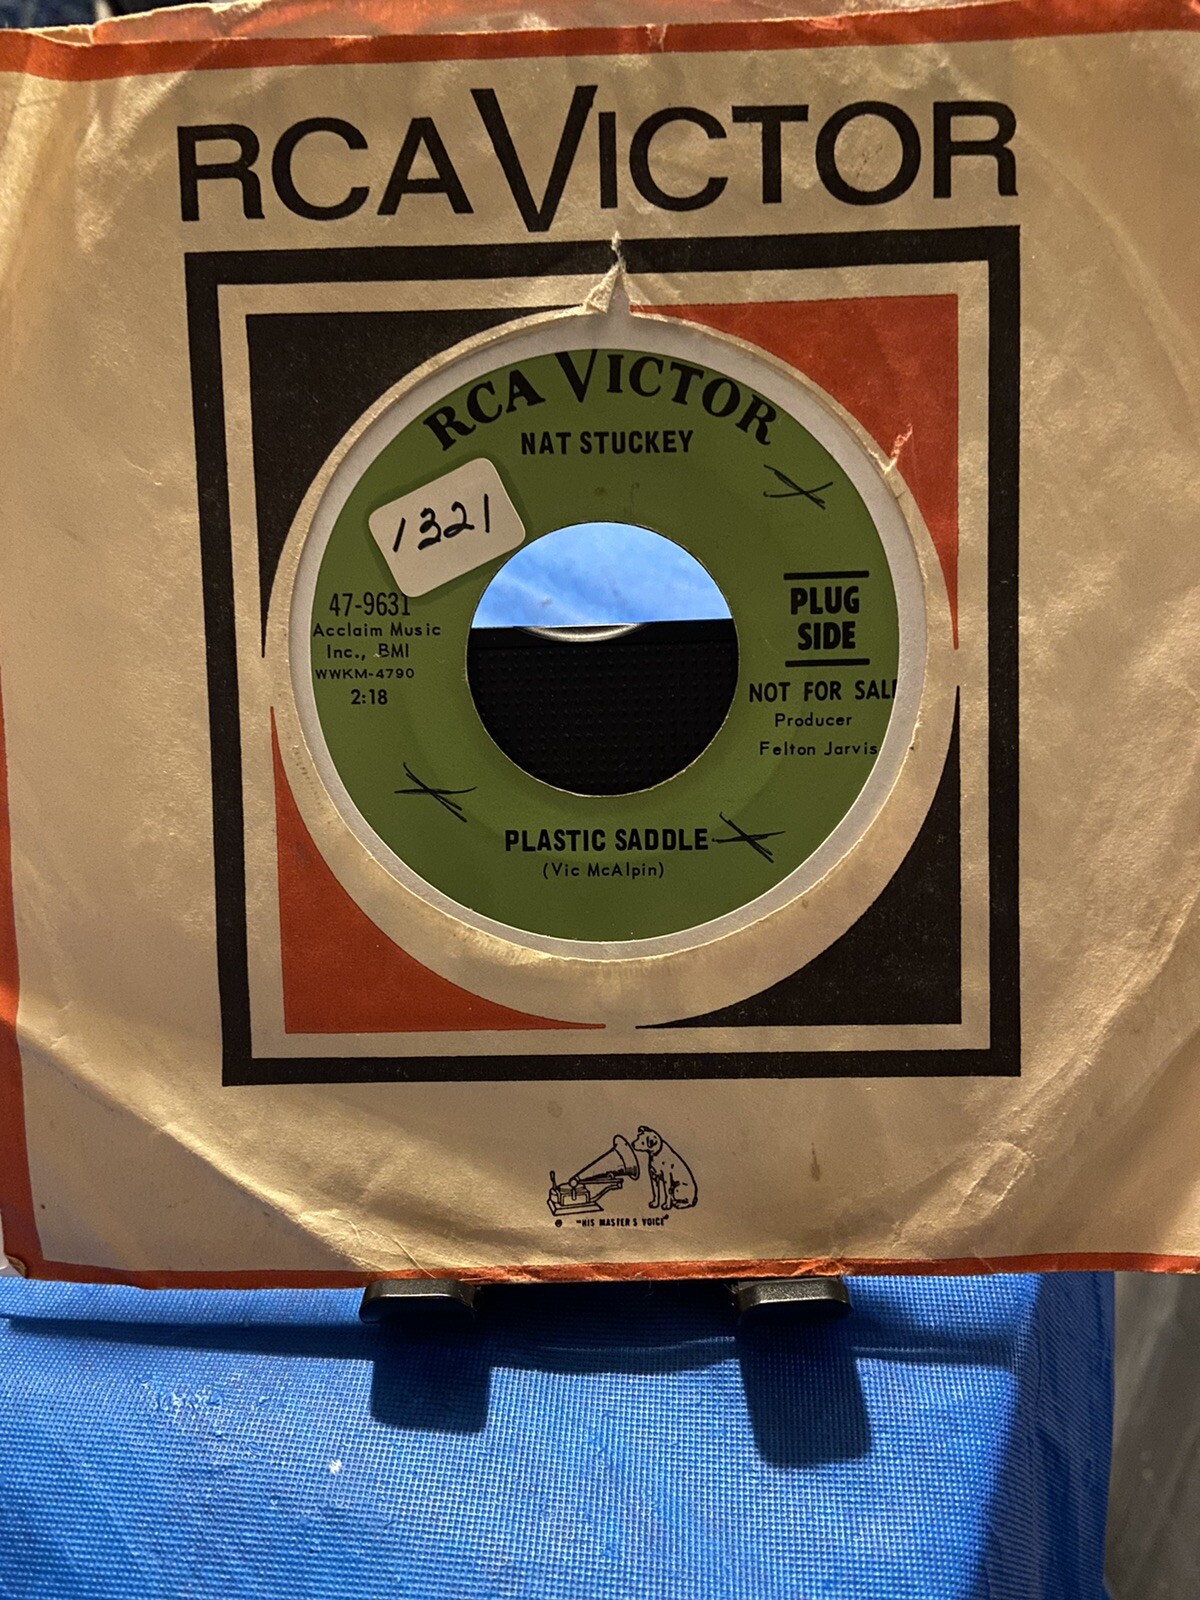 RCA VICTOR
RCA VICTOR
NAT STUCKEY
1321
47-9631
Acclaim Music
Inc., BMI
WWKM-4790
2:18
PLUG
SIDE
NOT FOR SALE
Producer
Felton Jarvis
PLASTIC SADDLE
(Vic McAlpin)
® "HIS MASTER'S VOICE"